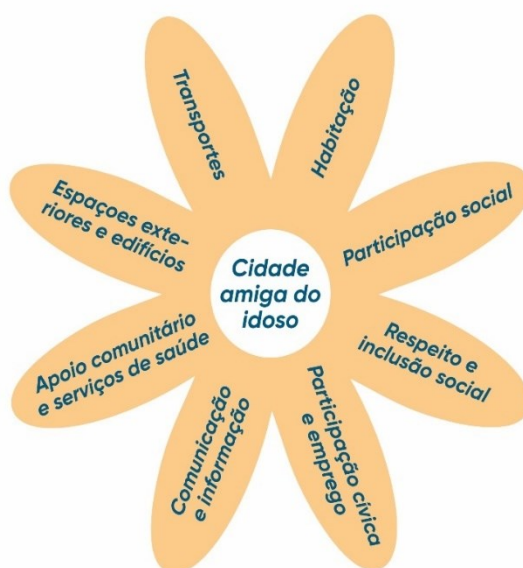 Transportes
Habitação
Participação social
Respeito e
inclusão social
Participação cívica
e emprego
Comunicação
e informação
Apoio comunitário
e serviços de saúde
Espaçoes exte-
riores e edifícios
Cidade
amiga do
idoso